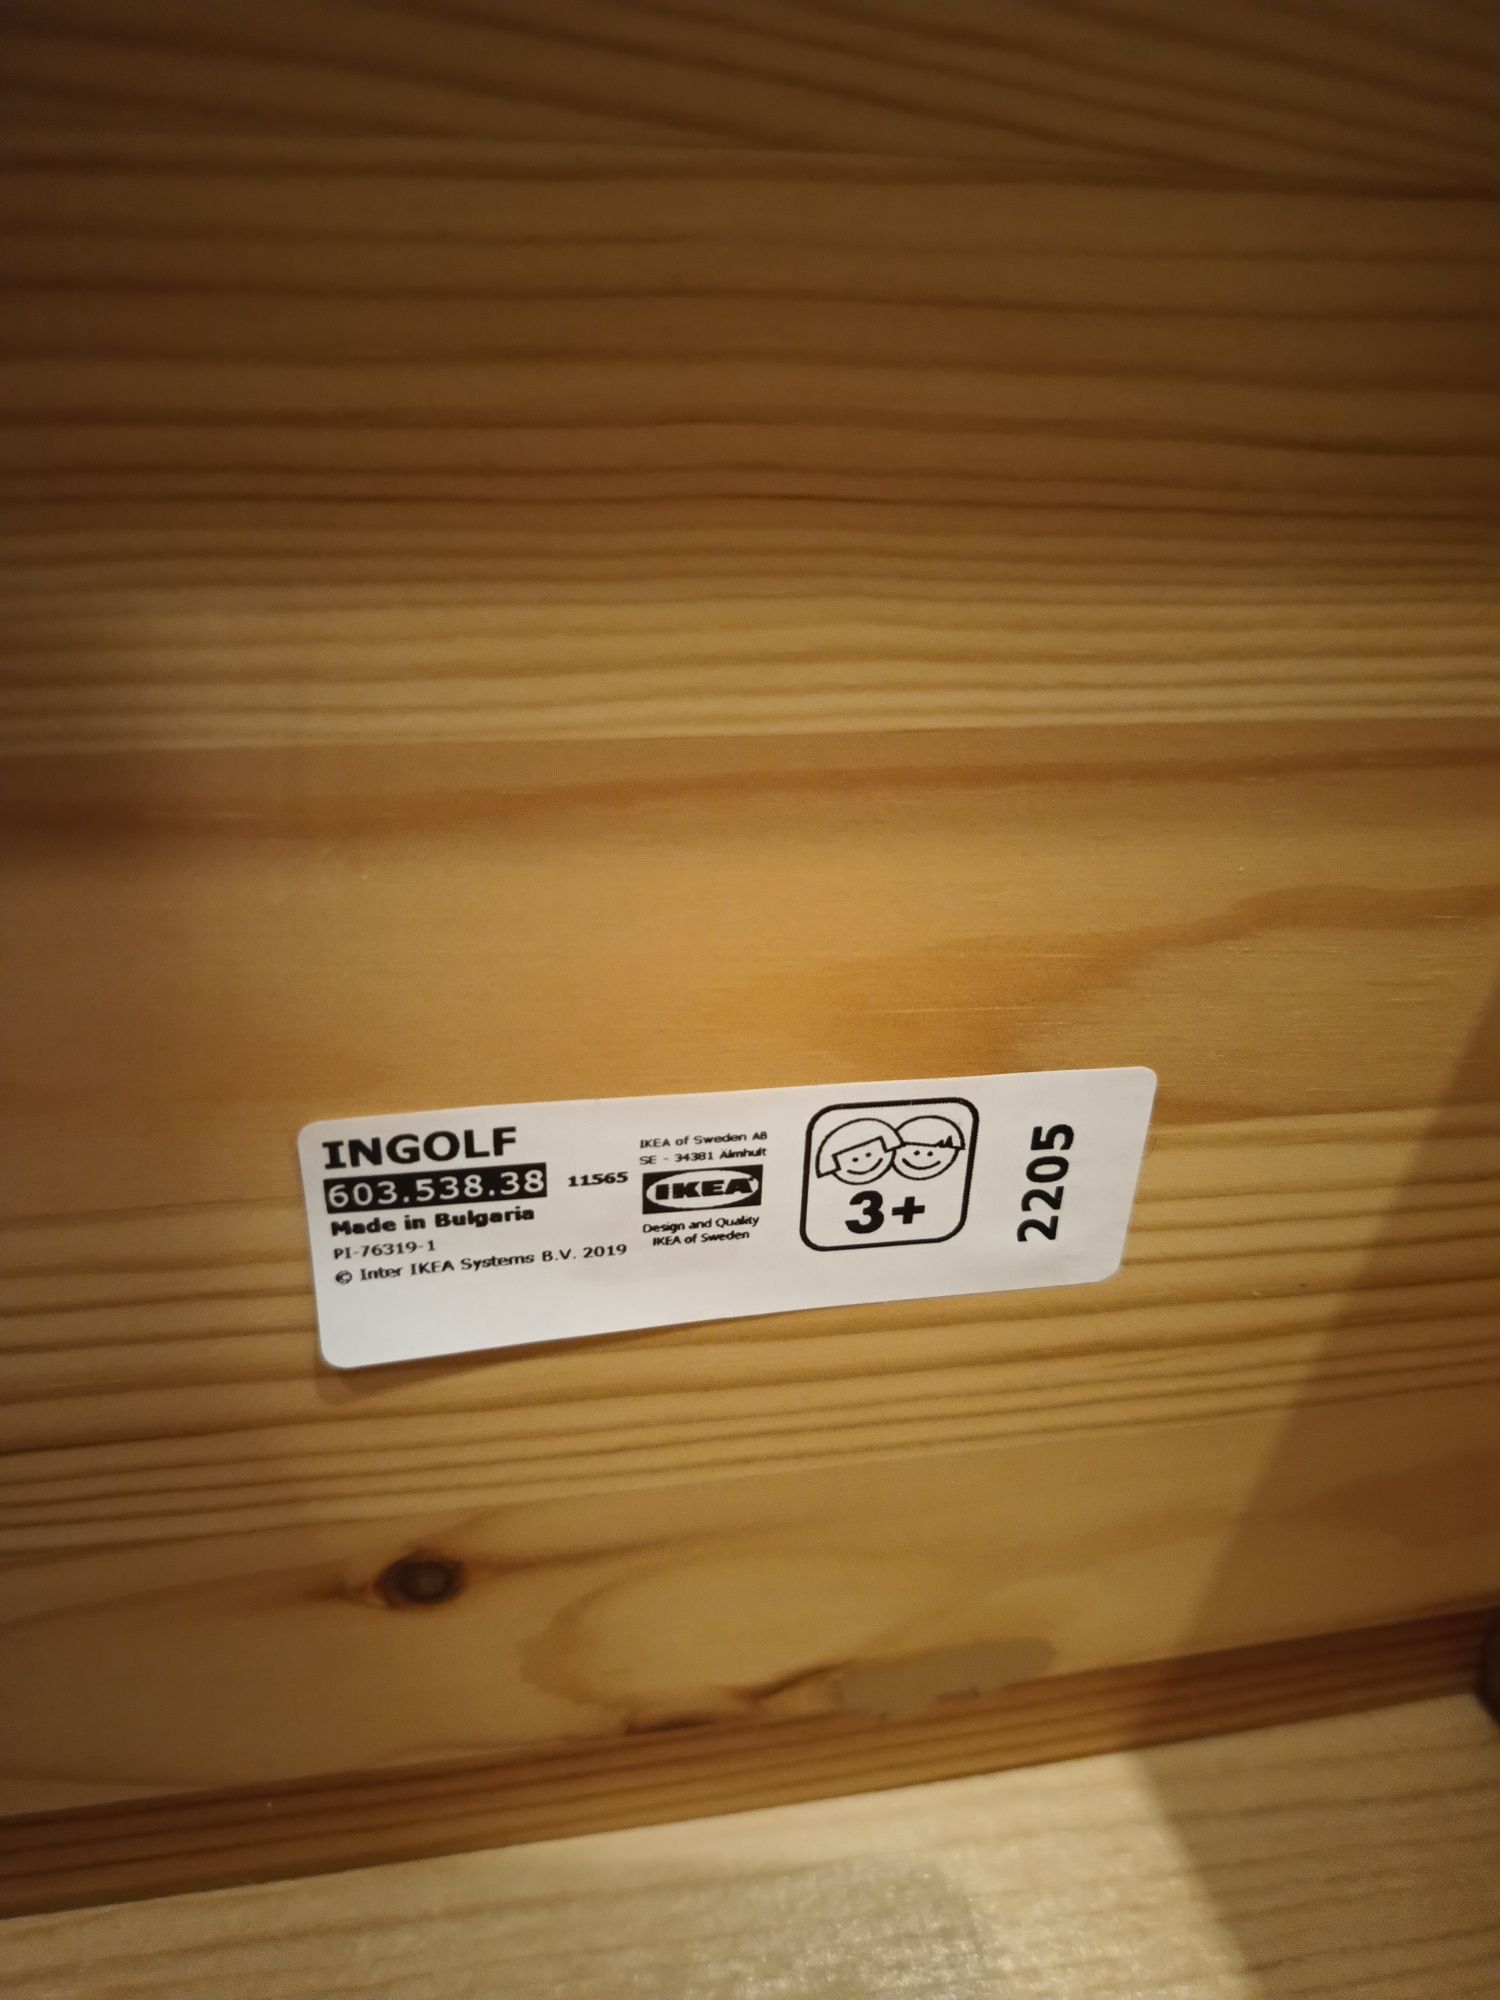 INGOLF
603.538.38
11565
Made in Bulgaria
PI-76319-1
© Inter IKEA Systems B.V. 2019
IKEA of Sweden AB
SE - 34381 Älmhult
IKEA
Design and Quality
IKEA of Sweden
3+
2205